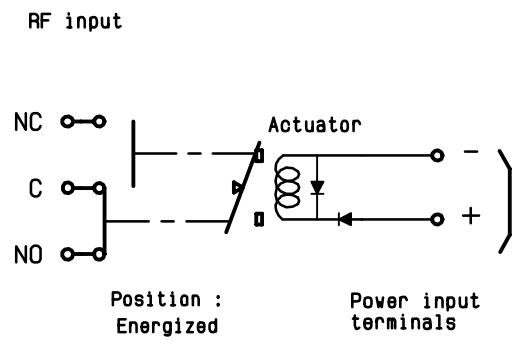 RF input
NC
Actuator
−
C
+
NO
Position :
Energized
Power input
terminals